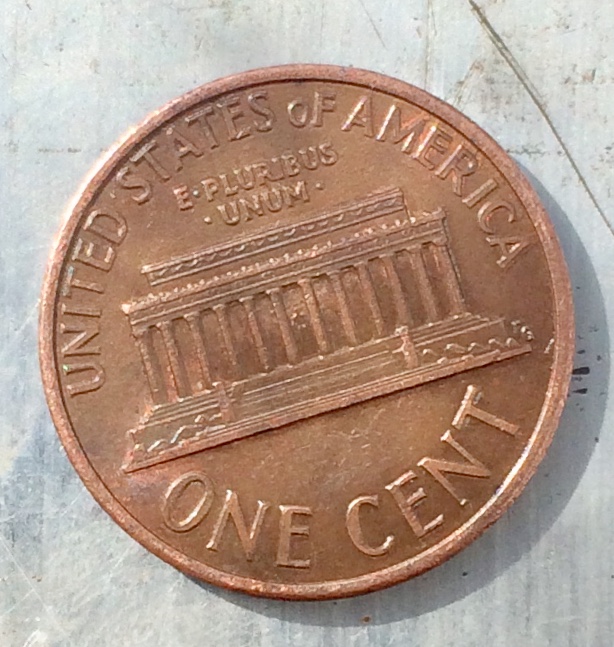 UNITED STATES OF AMERICA
E·PLURIBUS
·UNUM·
ONE CENT